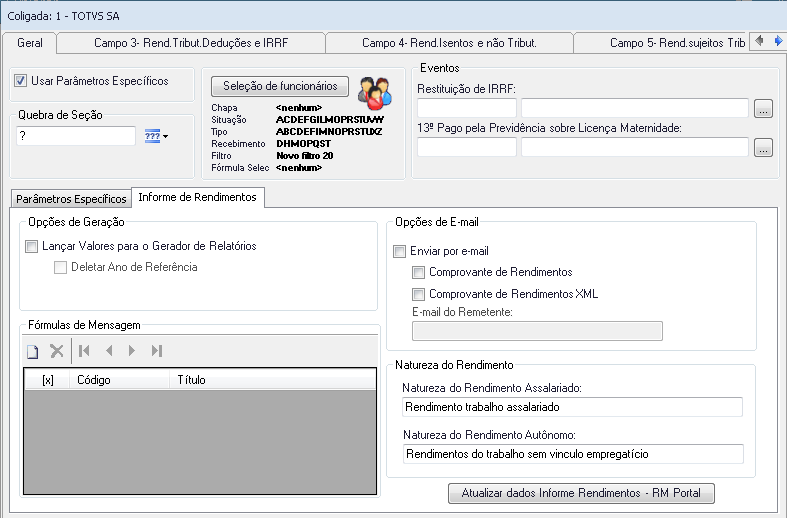 Coligada: 1 - TOTVS SA
Geral
Campo 3- Rend.Tribut.Deduções e IRRF
Campo 4- Rend.Isentos e não Tribut.
Campo 5- Rend.sujeitos Trib
Usar Parâmetros Específicos
Quebra de Seção
?
???
Seleção de funcionários
Chapa <nenhum>
Situação ACDEFGILMOPRSTUVWY
Tipo ABCDEFIMNOPRSTUXZ
Recebimento DHMOPQST
Filtro Novo filtro 20
Fórmula Selec <nenhum>
Eventos
Restituição de IRRF:
...
13º Pago pela Previdência sobre Licença Maternidade:
...
Parâmetros Específicos
Informe de Rendimentos
Opções de Geração
Lançar Valores para o Gerador de Relatórios
Deletar Ano de Referência
Fórmulas de Mensagem
[x] Código Título
Opções de E-mail
Enviar por e-mail
Comprovante de Rendimentos
Comprovante de Rendimentos XML
E-mail do Remetente:
Natureza do Rendimento
Natureza do Rendimento Assalariado:
Rendimento trabalho assalariado
Natureza do Rendimento Autônomo:
Rendimentos do trabalho sem vinculo empregatício
Atualizar dados Informe Rendimentos - RM Portal